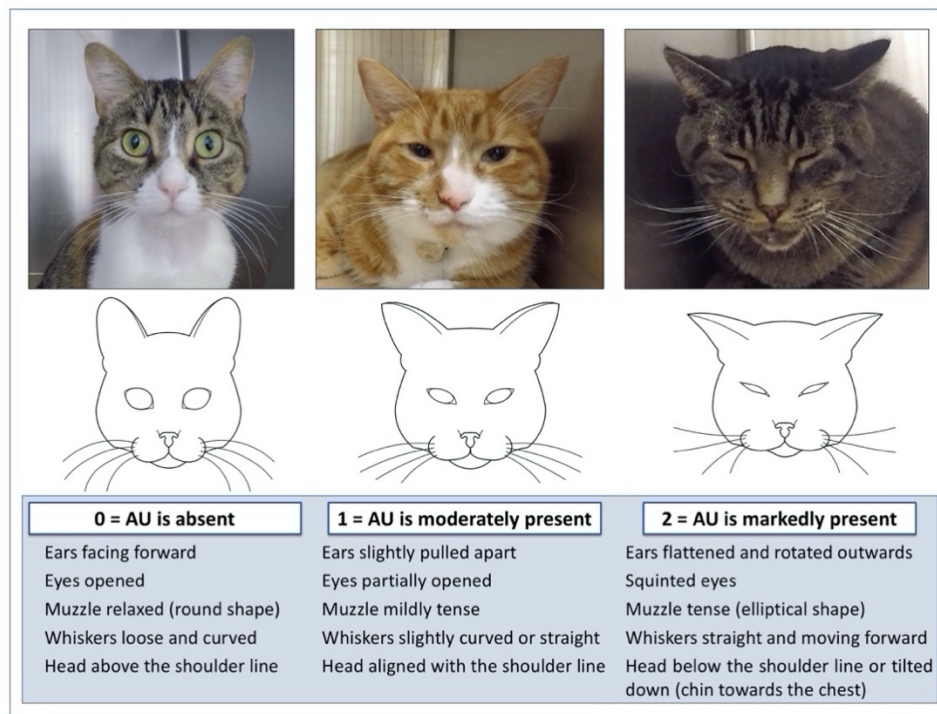 0 = AU is absent
Ears facing forward
Eyes opened
Muzzle relaxed (round shape)
Whiskers loose and curved
Head above the shoulder line
1 = AU is moderately present
Ears slightly pulled apart
Eyes partially opened
Muzzle mildly tense
Whiskers slightly curved or straight
Head aligned with the shoulder line
2 = AU is markedly present
Ears flattened and rotated outwards
Squinted eyes
Muzzle tense (elliptical shape)
Whiskers straight and moving forward
Head below the shoulder line or tilted
down (chin towards the chest)